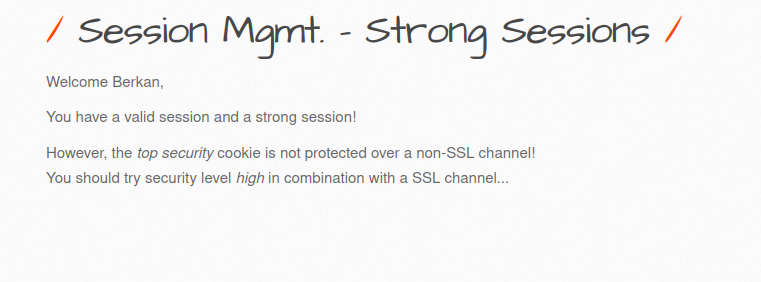 / Session Mgmt. - Strong Sessions /
Welcome Berkan,
You have a valid session and a strong session!
However, the top security cookie is not protected over a non-SSL channel!
You should try security level high in combination with a SSL channel...